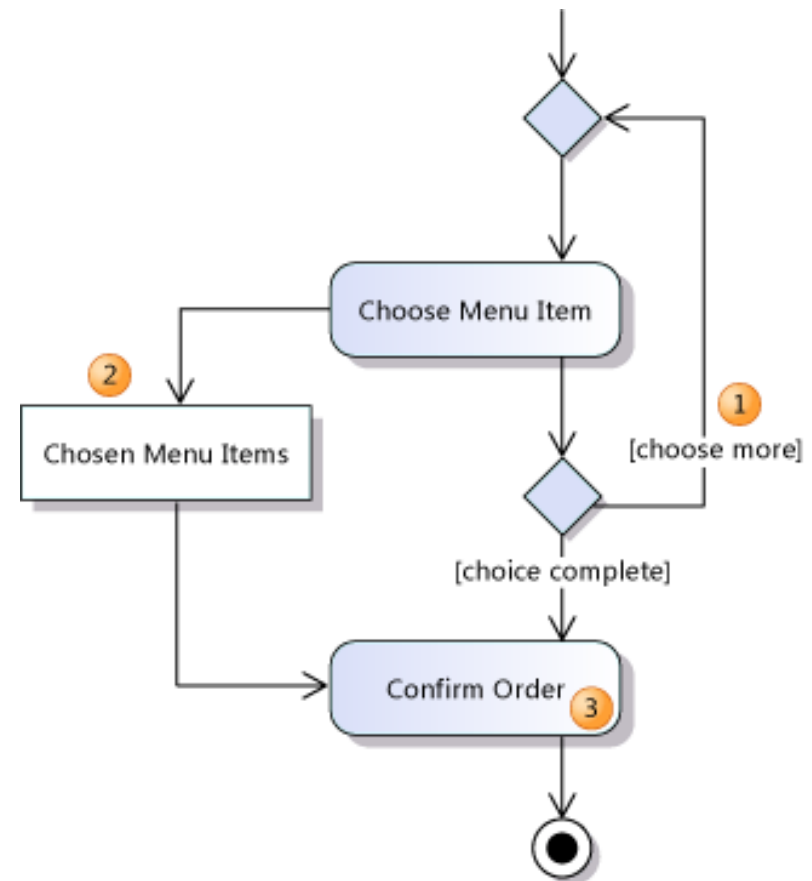 Choose Menu Item
2
1
Chosen Menu Items
[choose more]
[choice complete]
Confirm Order
3